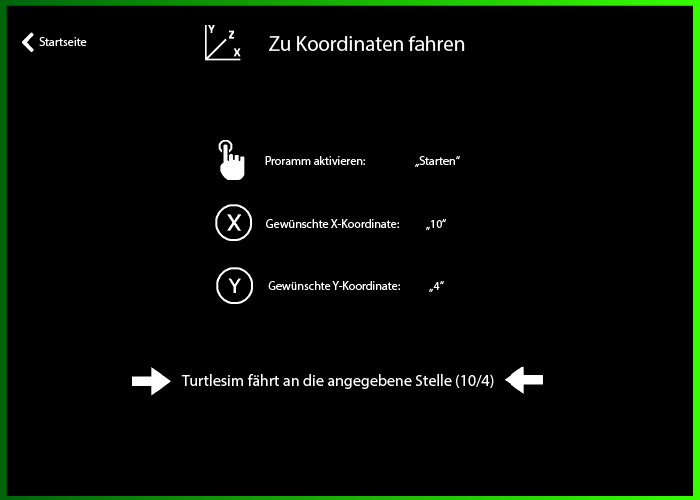 Startseite
Y
Z
X
Zu Koordinaten fahren
Proramm aktivieren: „Starten“
X Gewünschte X-Koordinate: „10“
Y Gewünschte Y-Koordinate: „4“
Turtlesim fährt an die angegebene Stelle (10/4)